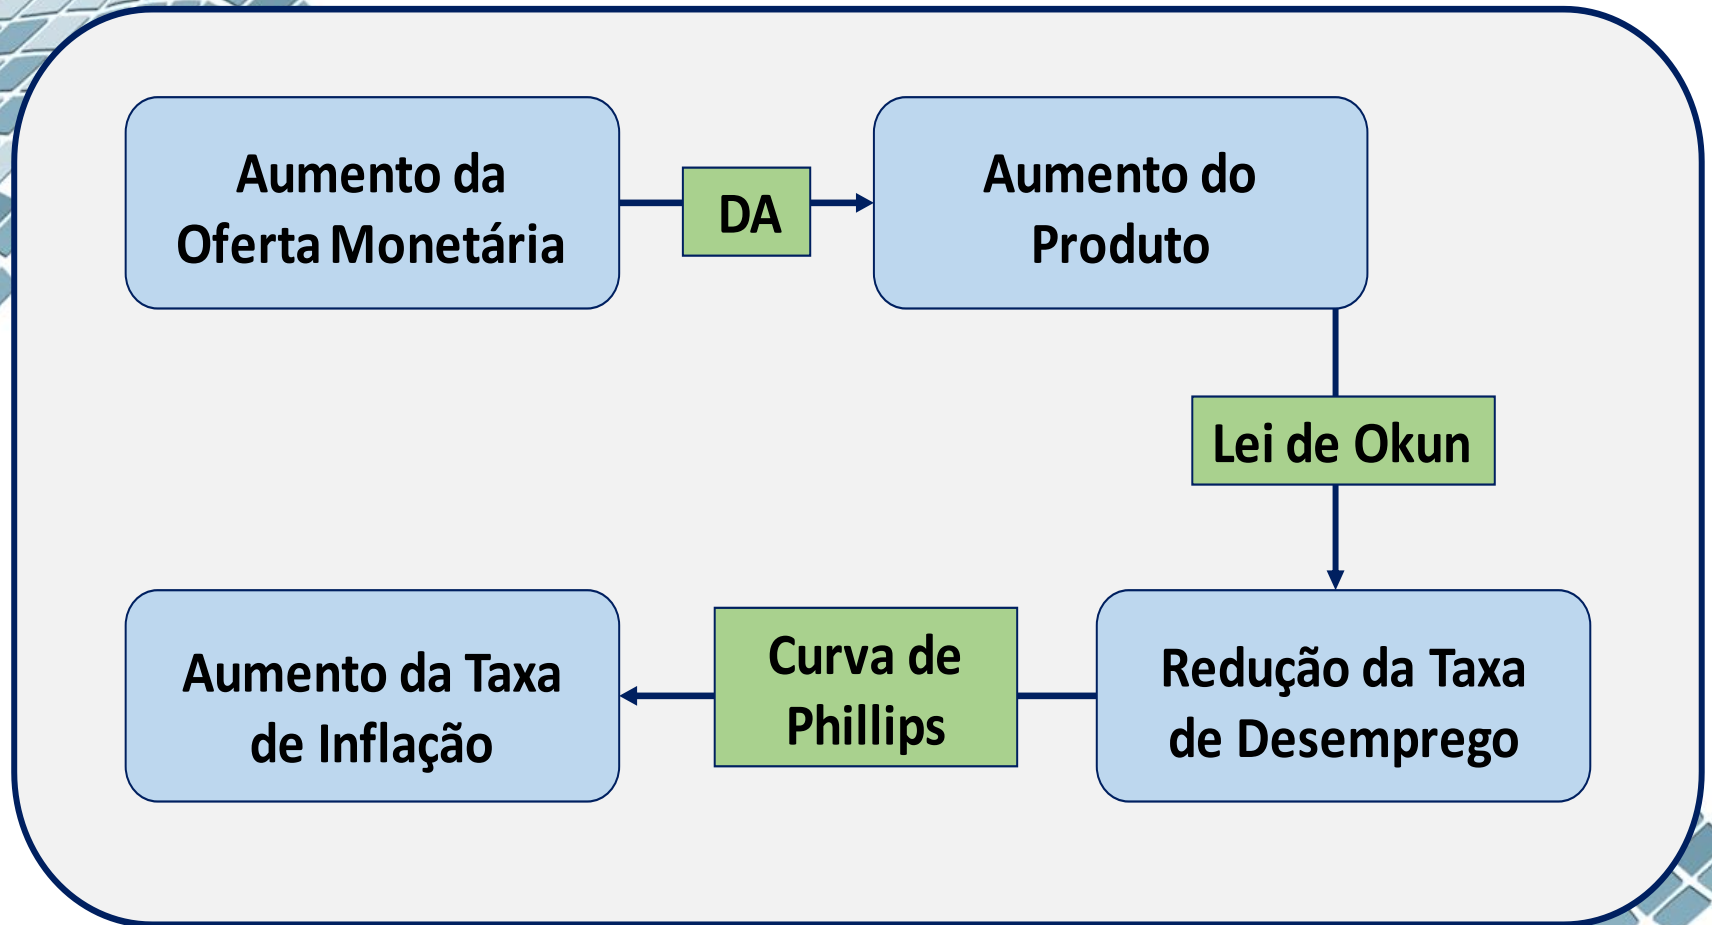 Aumento da
Oferta Monetária
DA
Aumento do
Produto
Lei de Okun
Redução da Taxa
de Desemprego
Curva de
Phillips
Aumento da Taxa
de Inflação